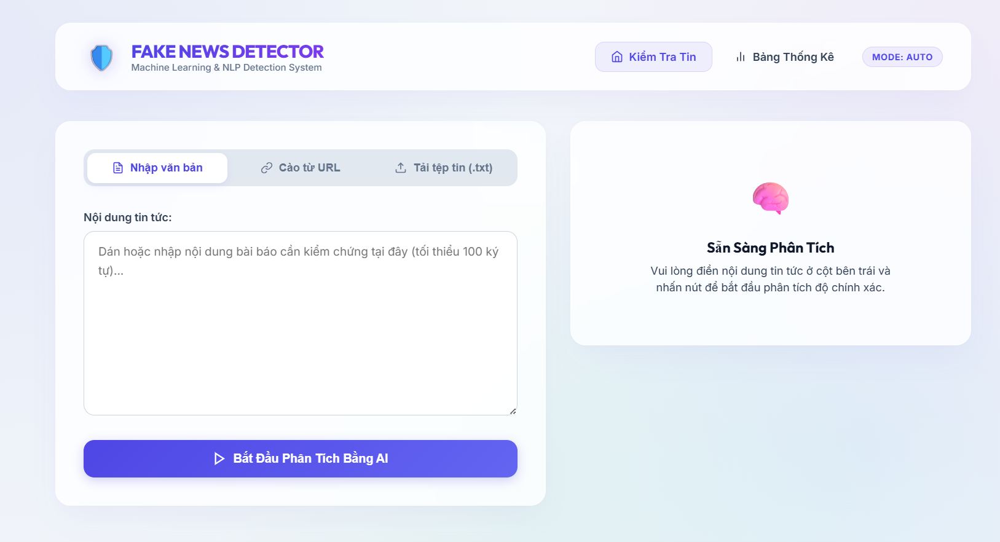 FAKE NEWS DETECTOR
Machine Learning & NLP Detection System
Kiểm Tra Tin
Bảng Thống Kê
MODE: AUTO
Nhập văn bản
Cào từ URL
Tải tệp tin (.txt)
Nội dung tin tức:
Dán hoặc nhập nội dung bài báo cần kiểm chứng tại đây (tối thiểu 100 ký
tự)...
Bắt Đầu Phân Tích Bằng AI
Sẵn Sàng Phân Tích
Vui lòng điền nội dung tin tức ở cột bên trái và
nhấn nút để bắt đầu phân tích độ chính xác.